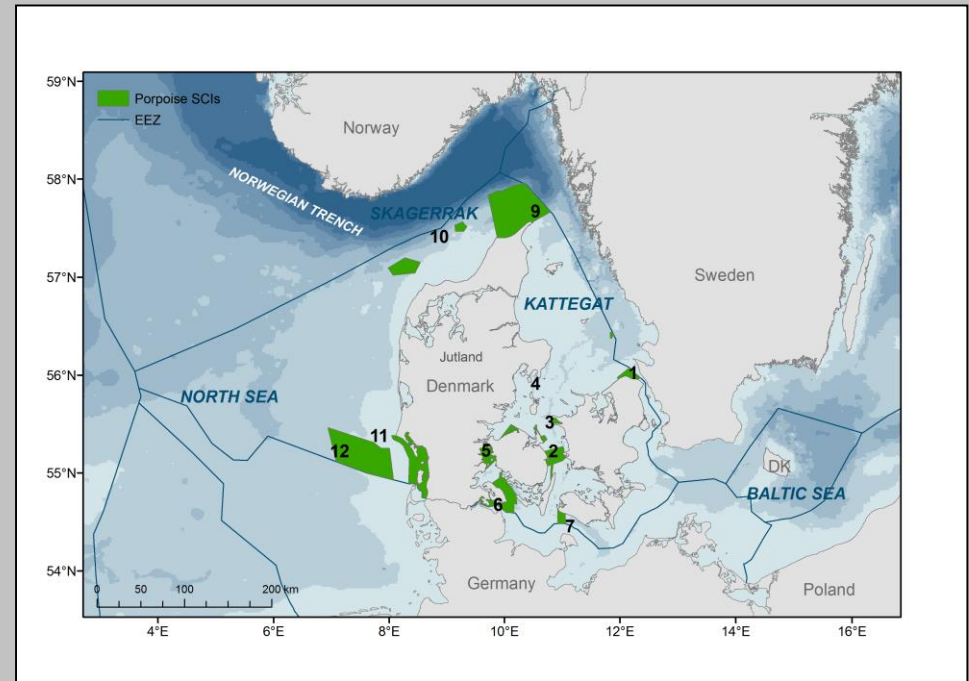 59°N
58°N
57°N
56°N
55°N
54°N
Porpoise SCIs
EEZ
Norway
NORWEGIAN TRENCH
SKAGERRAK
9
10
Sweden
KATTEGAT
Jutland
Denmark
4
1
NORTH SEA
3
11
12
5
2
DK
BALTIC SEA
6
7
Germany
Poland
0 50 100 200 km
4°E 6°E 8°E 10°E 12°E 14°E 16°E